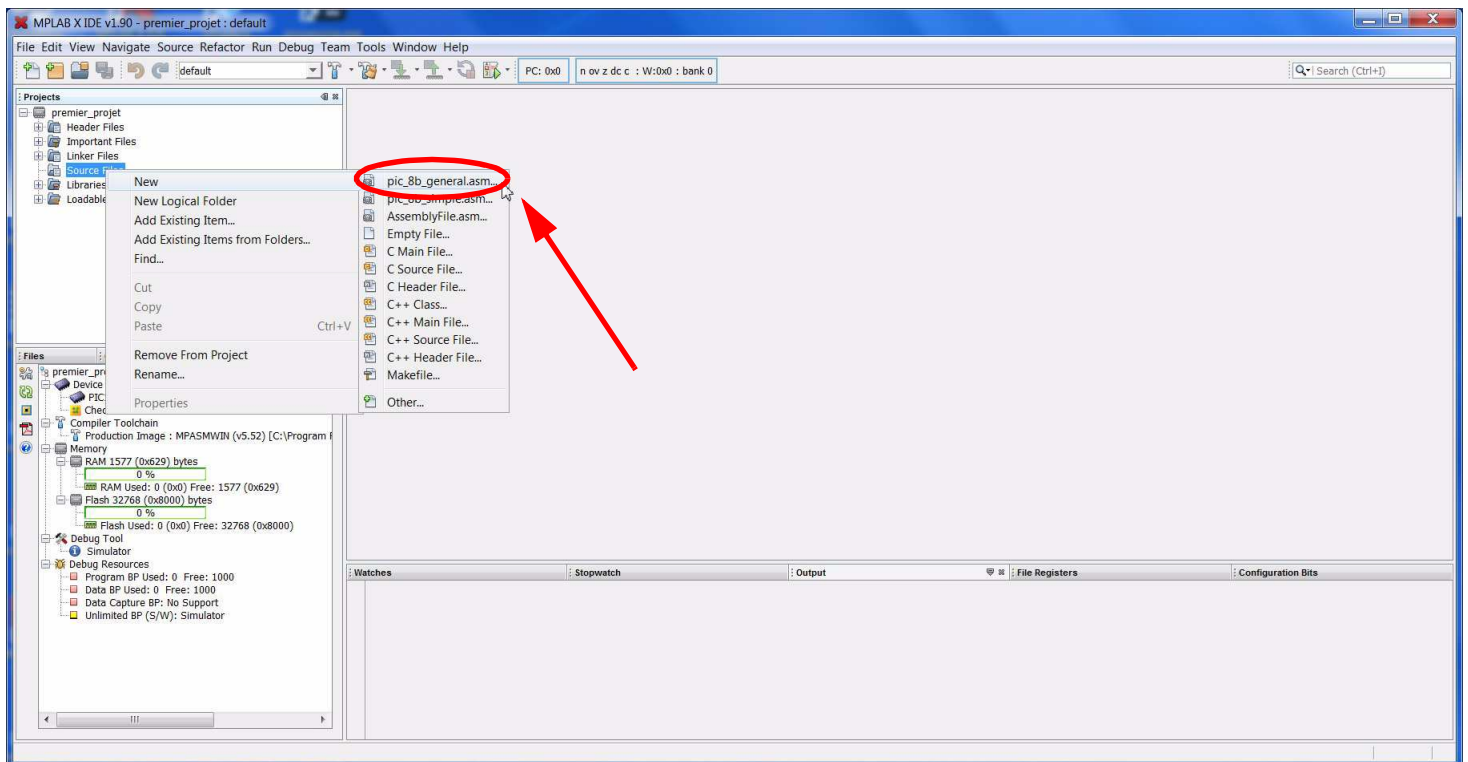 MPLAB X IDE v1.90 - premier_projet : default
File Edit View Navigate Source Refactor Run Debug Team Tools Window Help
default
PC: 0x0
n ov z dc c : W:0x0 : bank 0
Search (Ctrl+I)
Projects
premier_projet
Header Files
Important Files
Linker Files
Source Files
Libraries
Loadable
New
New Logical Folder
Add Existing Item...
Add Existing Items from Folders...
Find...
Cut
Copy
Paste Ctrl+V
Remove From Project
Rename...
Properties
pic_8b_general.asm...
pic_8b_simple.asm...
AssemblyFile.asm...
Empty File...
C Main File...
C Source File...
C Header File...
C++ Class...
C++ Main File...
C++ Source File...
C++ Header File...
Makefile...
Other...
Files
premier_pr
Device
PIC
Chec
Compiler Toolchain
Production Image : MPASMWIN (v5.52) [C:\Program F
Memory
RAM 1577 (0x629) bytes
0 %
RAM Used: 0 (0x0) Free: 1577 (0x629)
Flash 32768 (0x8000) bytes
0 %
Flash Used: 0 (0x0) Free: 32768 (0x8000)
Debug Tool
Simulator
Debug Resources
Program BP Used: 0 Free: 1000
Data BP Used: 0 Free: 1000
Data Capture BP: No Support
Unlimited BP (S/W): Simulator
Watches
Stopwatch
Output
File Registers
Configuration Bits